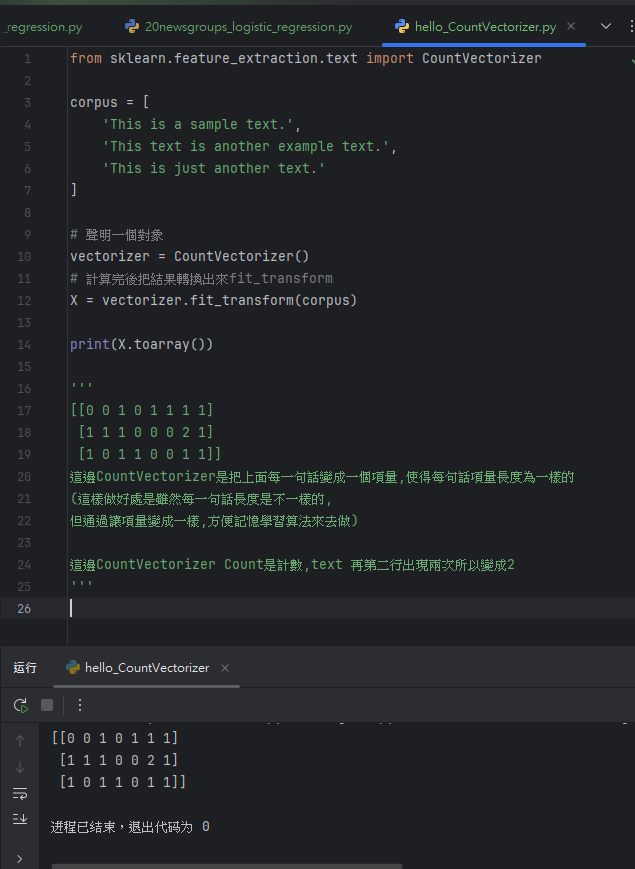 _regression.py 20newsgroups_logistic_regression.py hello_CountVectorizer.py
1 from sklearn.feature_extraction.text import CountVectorizer
2
3 corpus = [
4 'This is a sample text.',
5 'This text is another example text.',
6 'This is just another text.'
7 ]
8
9 # 聲明一個對象
10 vectorizer = CountVectorizer()
11 # 計算完後把結果轉換出來fit_transform
12 X = vectorizer.fit_transform(corpus)
13
14 print(X.toarray())
15
16 '''
17 [[0 0 1 0 1 1 1 1]
18 [1 1 1 0 0 0 2 1]
19 [1 0 1 1 0 0 1 1]]
20 這邊CountVectorizer是把上面每一句話變成一個項量,使得每句話項量長度為一樣的
21 (這樣做好處是雖然每一句話長度是不一樣的,
22 但通過讓項量變成一樣,方便記憶學習算法來去做)
23
24 這邊CountVectorizer Count是計數,text 再第二行出現兩次所以變成2
25 '''
26
运行 hello_CountVectorizer
[[0 0 1 0 1 1 1]
[1 1 1 0 0 2 1]
[1 0 1 1 0 1 1]]
进程已结束，退出代码为 0